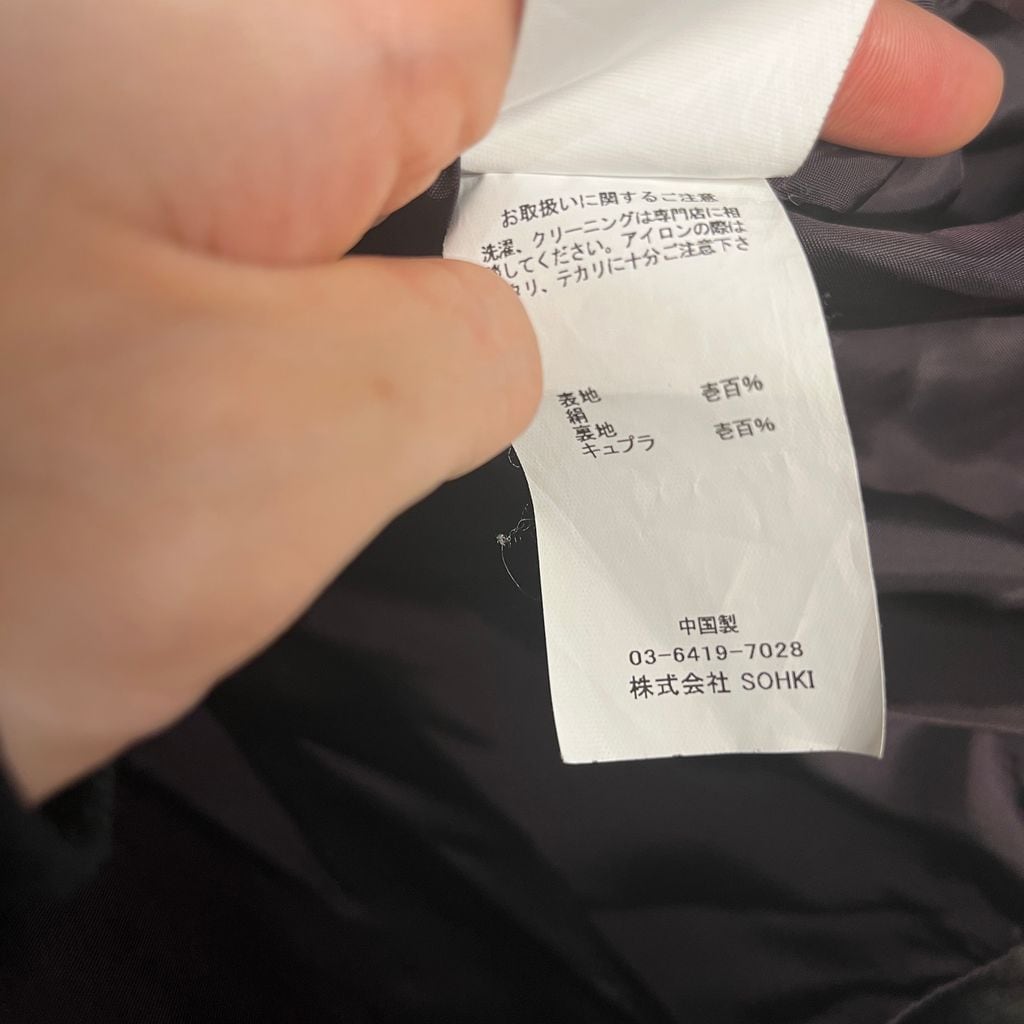 お取扱いに関するご注意
洗濯、クリーニングは専門店に相
してください。アイロンの際は
タリ、テカリに十分ご注意下さ
表地 壱百%
絹
裏地 壱百%
キュプラ
中国製
03-6419-7028
株式会社 SOHKI